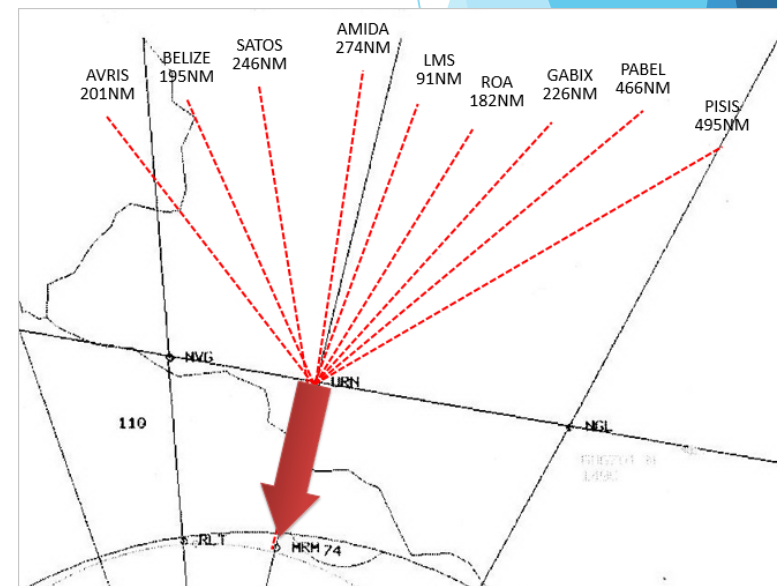 AVRIS
201NM
BELIZE
195NM
SATOS
246NM
AMIDA
274NM
LMS
91NM
ROA
182NM
GABIX
226NM
PABEL
466NM
PISIS
495NM
NVG
URN
NGL
110
RLT
MRM 74